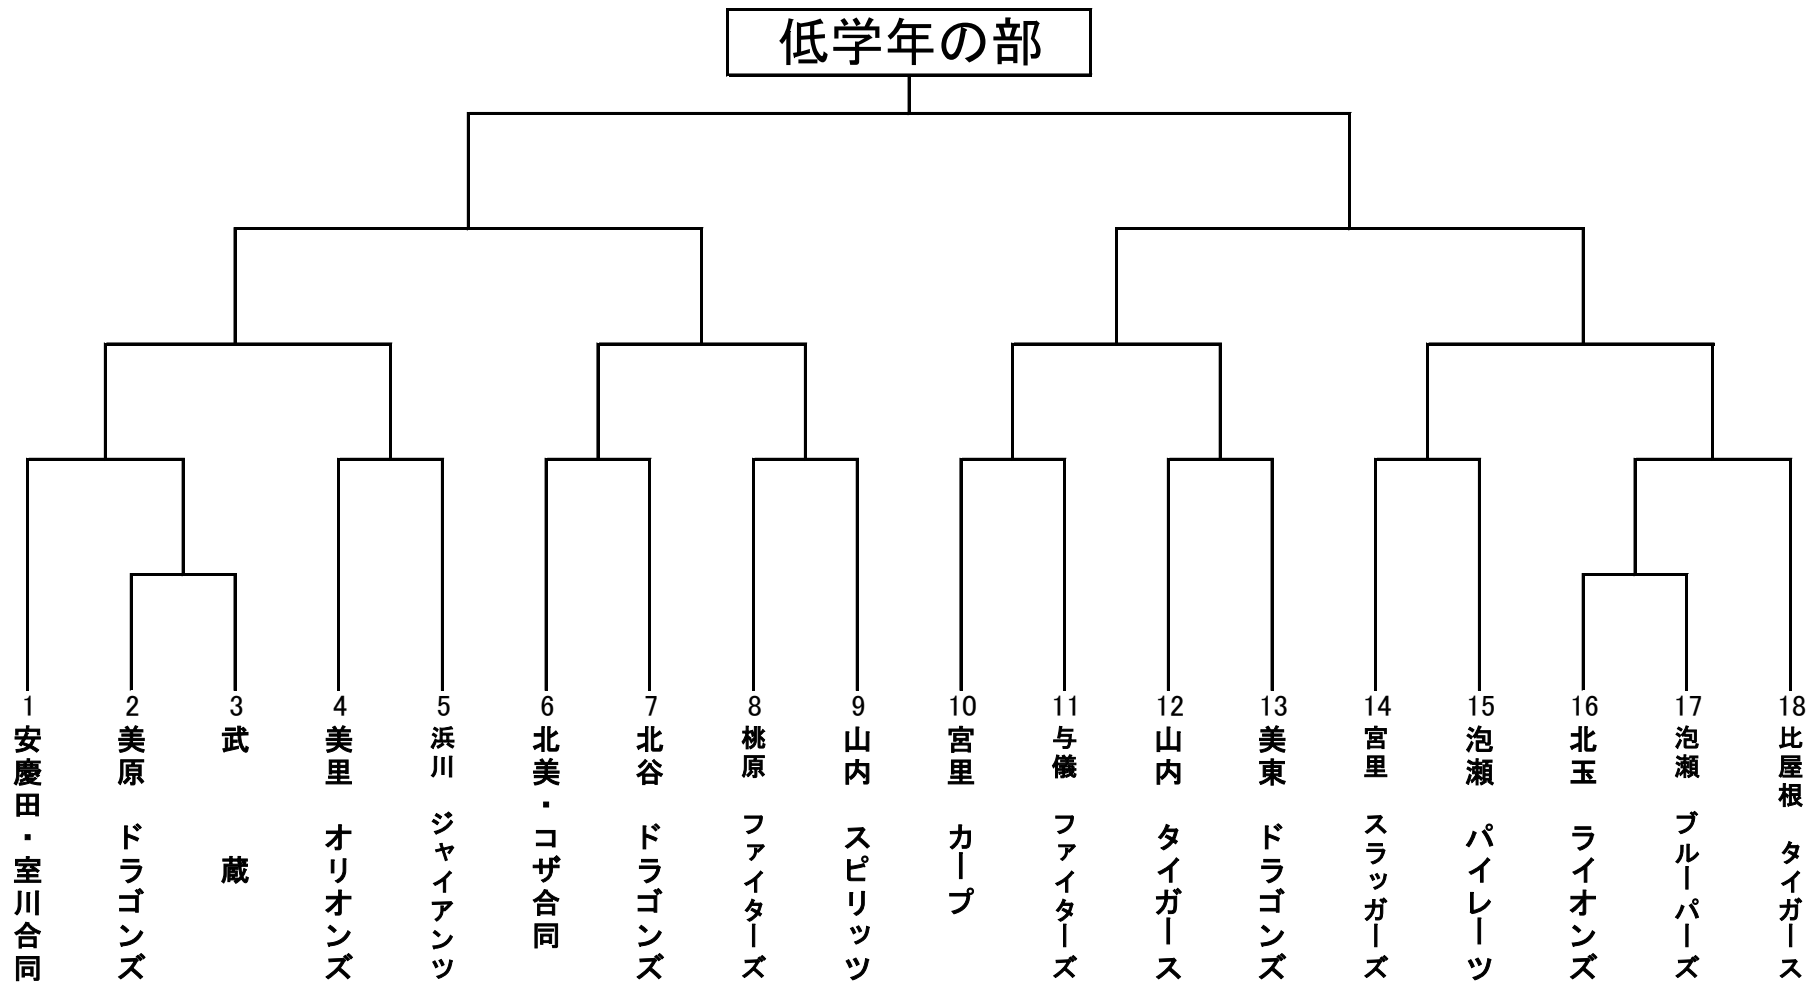 低学年の部
1
安慶田・室川合同
2
美原 ドラゴンズ
3
武 蔵
4
美里 オリオンズ
5
浜川 ジャイアンツ
6
北美・コザ合同
7
北谷 ドラゴンズ
8
桃原 ファイターズ
9
山内 スピリッツ
10
宮里 カープ
11
与儀 ファイターズ
12
山内 タイガース
13
美東 ドラゴンズ
14
宮里 スラッガーズ
15
泡瀬 パイレーツ
16
北玉 ライオンズ
17
泡瀬 ブルーパーズ
18
比屋根 タイガース